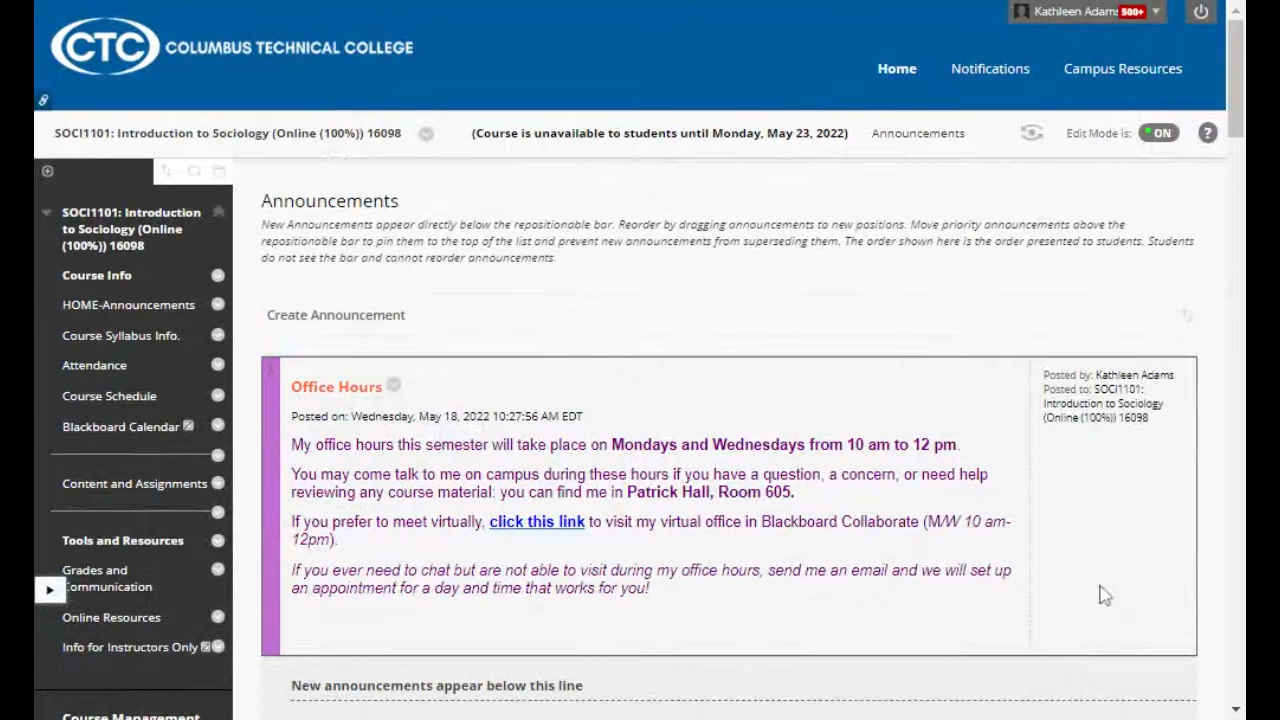 Kathleen Adams 500+
CTC COLUMBUS TECHNICAL COLLEGE
Home Notifications Campus Resources
SOCI1101: Introduction to Sociology (Online (100%)) 16098 (Course is unavailable to students until Monday, May 23, 2022) Announcements Edit Mode is: ON ?
SOCI1101: Introduction
to Sociology (Online
(100%)) 16098
Course Info
HOME-Announcements
Course Syllabus Info.
Attendance
Course Schedule
Blackboard Calendar
Content and Assignments
Tools and Resources
Grades and
Communication
Online Resources
Info for Instructors Only
Course Management
Announcements
New Announcements appear directly below the repositionable bar. Reorder by dragging announcements to new positions. Move priority announcements above the
repositionable bar to pin them to the top of the list and prevent new announcements from superseding them. The order shown here is the order presented to students. Students
do not see the bar and cannot reorder announcements.
Create Announcement
Office Hours
Posted on: Wednesday, May 18, 2022 10:27:56 AM EDT
My office hours this semester will take place on Mondays and Wednesdays from 10 am to 12 pm.
You may come talk to me on campus during these hours if you have a question, a concern, or need help
reviewing any course material: you can find me in Patrick Hall, Room 605.
If you prefer to meet virtually, click this link to visit my virtual office in Blackboard Collaborate (M/W 10 am-
12pm).
If you ever need to chat but are not able to visit during my office hours, send me an email and we will set up
an appointment for a day and time that works for you!
Posted by: Kathleen Adams
Posted to: SOCI1101:
Introduction to Sociology
(Online (100%)) 16098
New announcements appear below this line